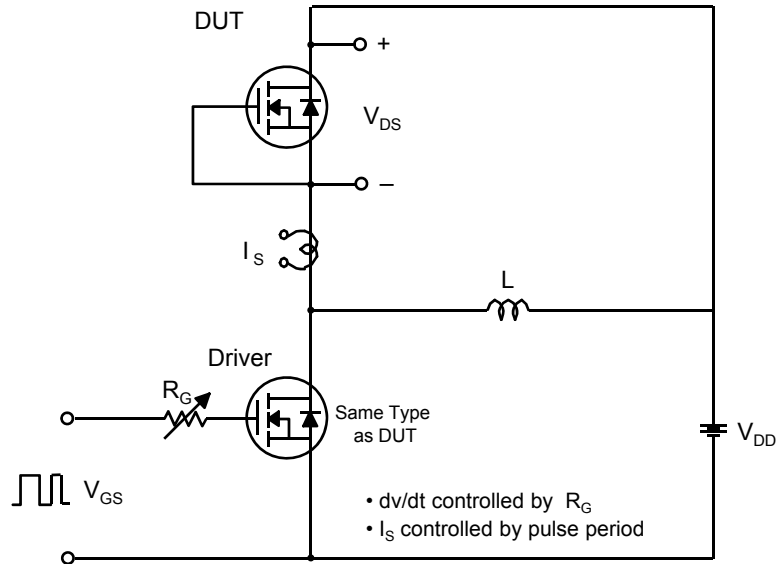 DUT
+
V_DS
–
I_S
L
Driver
R_G
Same Type
as DUT
V_DD
V_GS
• dv/dt controlled by R_G
• I_S controlled by pulse period